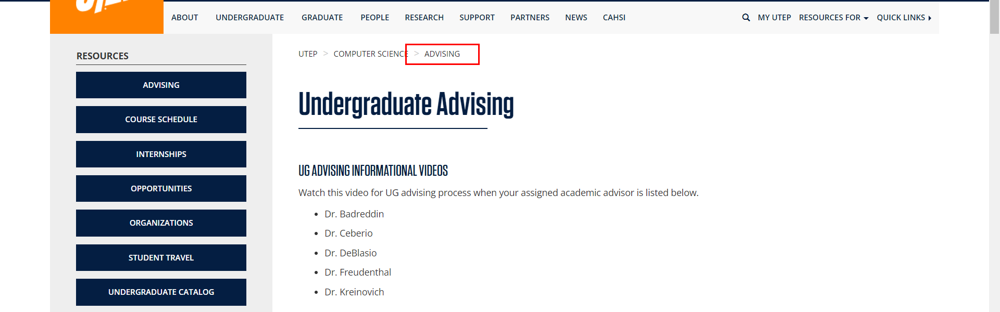 ABOUT UNDERGRADUATE GRADUATE PEOPLE RESEARCH SUPPORT PARTNERS NEWS CAHSI MY UTEP RESOURCES FOR QUICK LINKS
RESOURCES
ADVISING
COURSE SCHEDULE
INTERNSHIPS
OPPORTUNITIES
ORGANIZATIONS
STUDENT TRAVEL
UNDERGRADUATE CATALOG
UTEP > COMPUTER SCIENCE > ADVISING
Undergraduate Advising
UG ADVISING INFORMATIONAL VIDEOS
Watch this video for UG advising process when your assigned academic advisor is listed below.
• Dr. Badreddin
• Dr. Ceberio
• Dr. DeBlasio
• Dr. Freudenthal
• Dr. Kreinovich